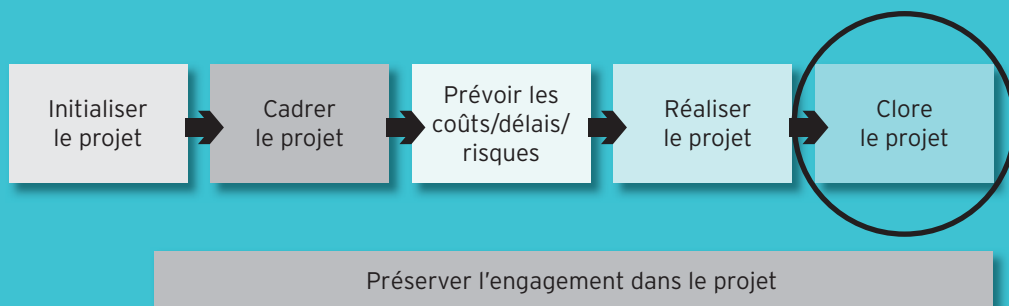 Initialiser
le projet
Cadrer
le projet
Prévoir les
coûts/délais/
risques
Réaliser
le projet
Clore
le projet
Préserver l'engagement dans le projet